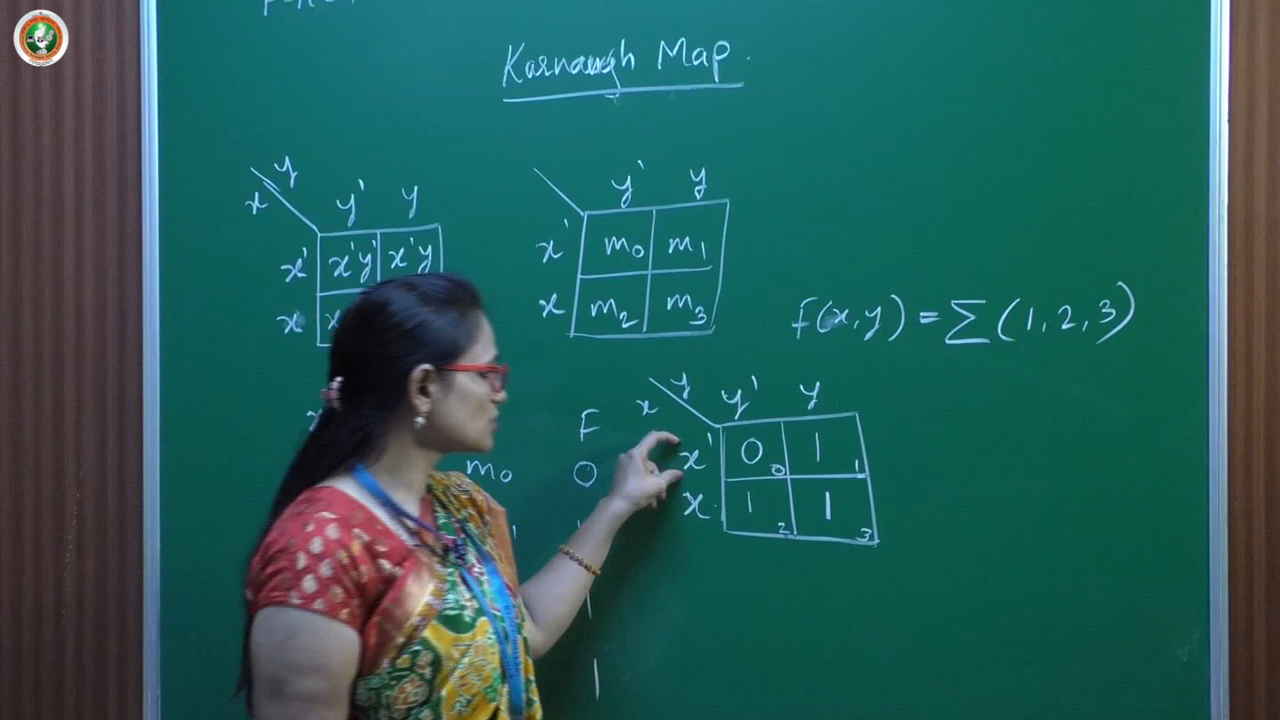 Karnaugh Map.
y
x
y' y
x' x'y' x'y
x
y' y
x' m0 m1
x m2 m3
F(x,y) = Σ (1,2,3)
y
x
y' y
x' 0 0 1 1
x 1 2 1 3
F
m0 0
1
1